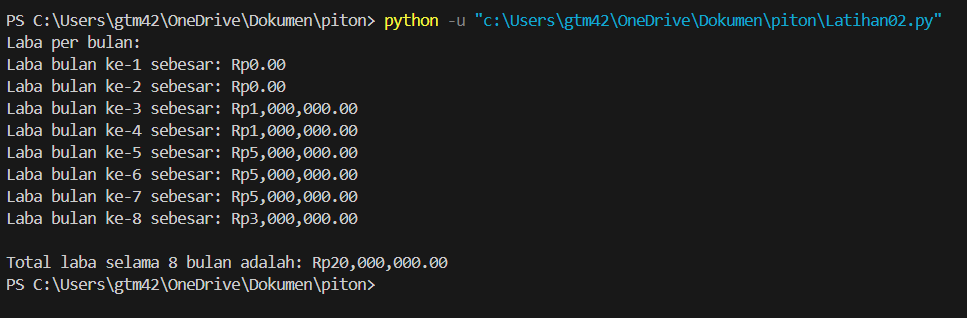 PS C:\Users\gtm42\OneDrive\Dokumen\piton> python -u "c:\Users\gtm42\OneDrive\Dokumen\piton\Latihan02.py"
Laba per bulan:
Laba bulan ke-1 sebesar: Rp0.00
Laba bulan ke-2 sebesar: Rp0.00
Laba bulan ke-3 sebesar: Rp1,000,000.00
Laba bulan ke-4 sebesar: Rp1,000,000.00
Laba bulan ke-5 sebesar: Rp5,000,000.00
Laba bulan ke-6 sebesar: Rp5,000,000.00
Laba bulan ke-7 sebesar: Rp5,000,000.00
Laba bulan ke-8 sebesar: Rp3,000,000.00
Total laba selama 8 bulan adalah: Rp20,000,000.00
PS C:\Users\gtm42\OneDrive\Dokumen\piton>